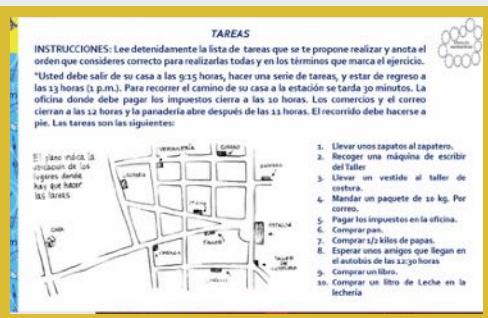 TAREAS
INSTRUCCIONES: Lee detenidamente la lista de tareas que se te propone realizar y anota el
orden que consideres correcto para realizarlas todas y en los términos que marca el ejercicio.
"Usted debe salir de su casa a las 9:15 horas, hacer una serie de tareas, y estar de regreso a
las 13 horas (1 p.m.). Para recorrer el camino de su casa a la estación se tarda 30 minutos. La
oficina donde debe pagar los impuestos cierra a las 10 horas. Los comercios y el correo
cierran a las 12 horas y la panadería abre después de las 11 horas. El recorrido debe hacerse a
pie. Las tareas son las siguientes:
El plano indica la
ubicación de los
lugares donde
hay que hacer
las tareas.
VERDULERÍA
CORREO
ESTACIÓN
TALLER
CASA
TALLER
DE
1. Llevar unos zapatos al zapatero.
2. Recoger una máquina de escribir
del Taller
3. Llevar un vestido al taller de
costura.
4. Mandar un paquete de 10 kg. Por
correo.
5. Pagar los impuestos en la oficina.
6. Comprar pan.
7. Comprar 1/2 kilos de papas.
8. Esperar unos amigos que llegan en
el autobús de las 12:30 horas
9. Comprar un libro.
10. Comprar un litro de Leche en la
lechería